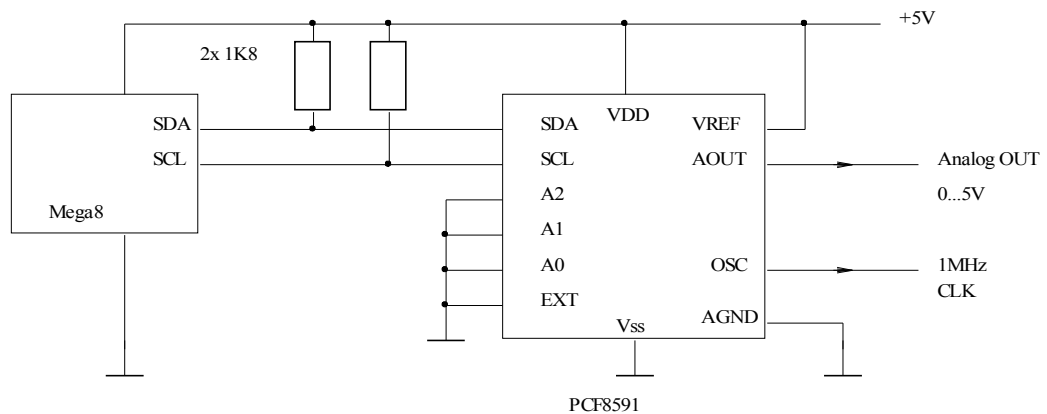 +5V
2x 1K8
VDD
SDA
SDA
VREF
SCL
SCL
AOUT
Analog OUT
A2
0...5V
Mega8
A1
A0
OSC
1MHz
CLK
EXT
AGND
Vss
PCF8591